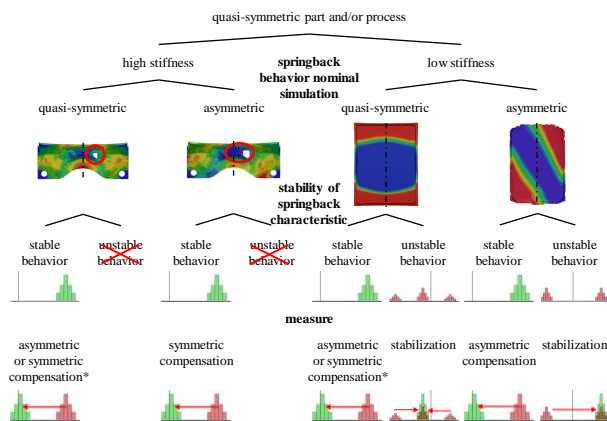 quasi-symmetric part and/or process
high stiffness
springback
behavior nominal
simulation
low stiffness
quasi-symmetric
asymmetric
quasi-symmetric
asymmetric
stability of
springback
characteristic
stable
behavior
unstable
behavior
stable
behavior
unstable
behavior
stable
behavior
unstable
behavior
stable
behavior
unstable
behavior
measure
asymmetric
or symmetric
compensation*
symmetric
compensation
asymmetric
or symmetric
compensation*
stabilization
asymmetric
compensation
stabilization